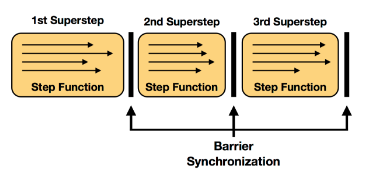 1st Superstep
2nd Superstep
3rd Superstep
Step Function
Step Function
Step Function
Barrier
Synchronization